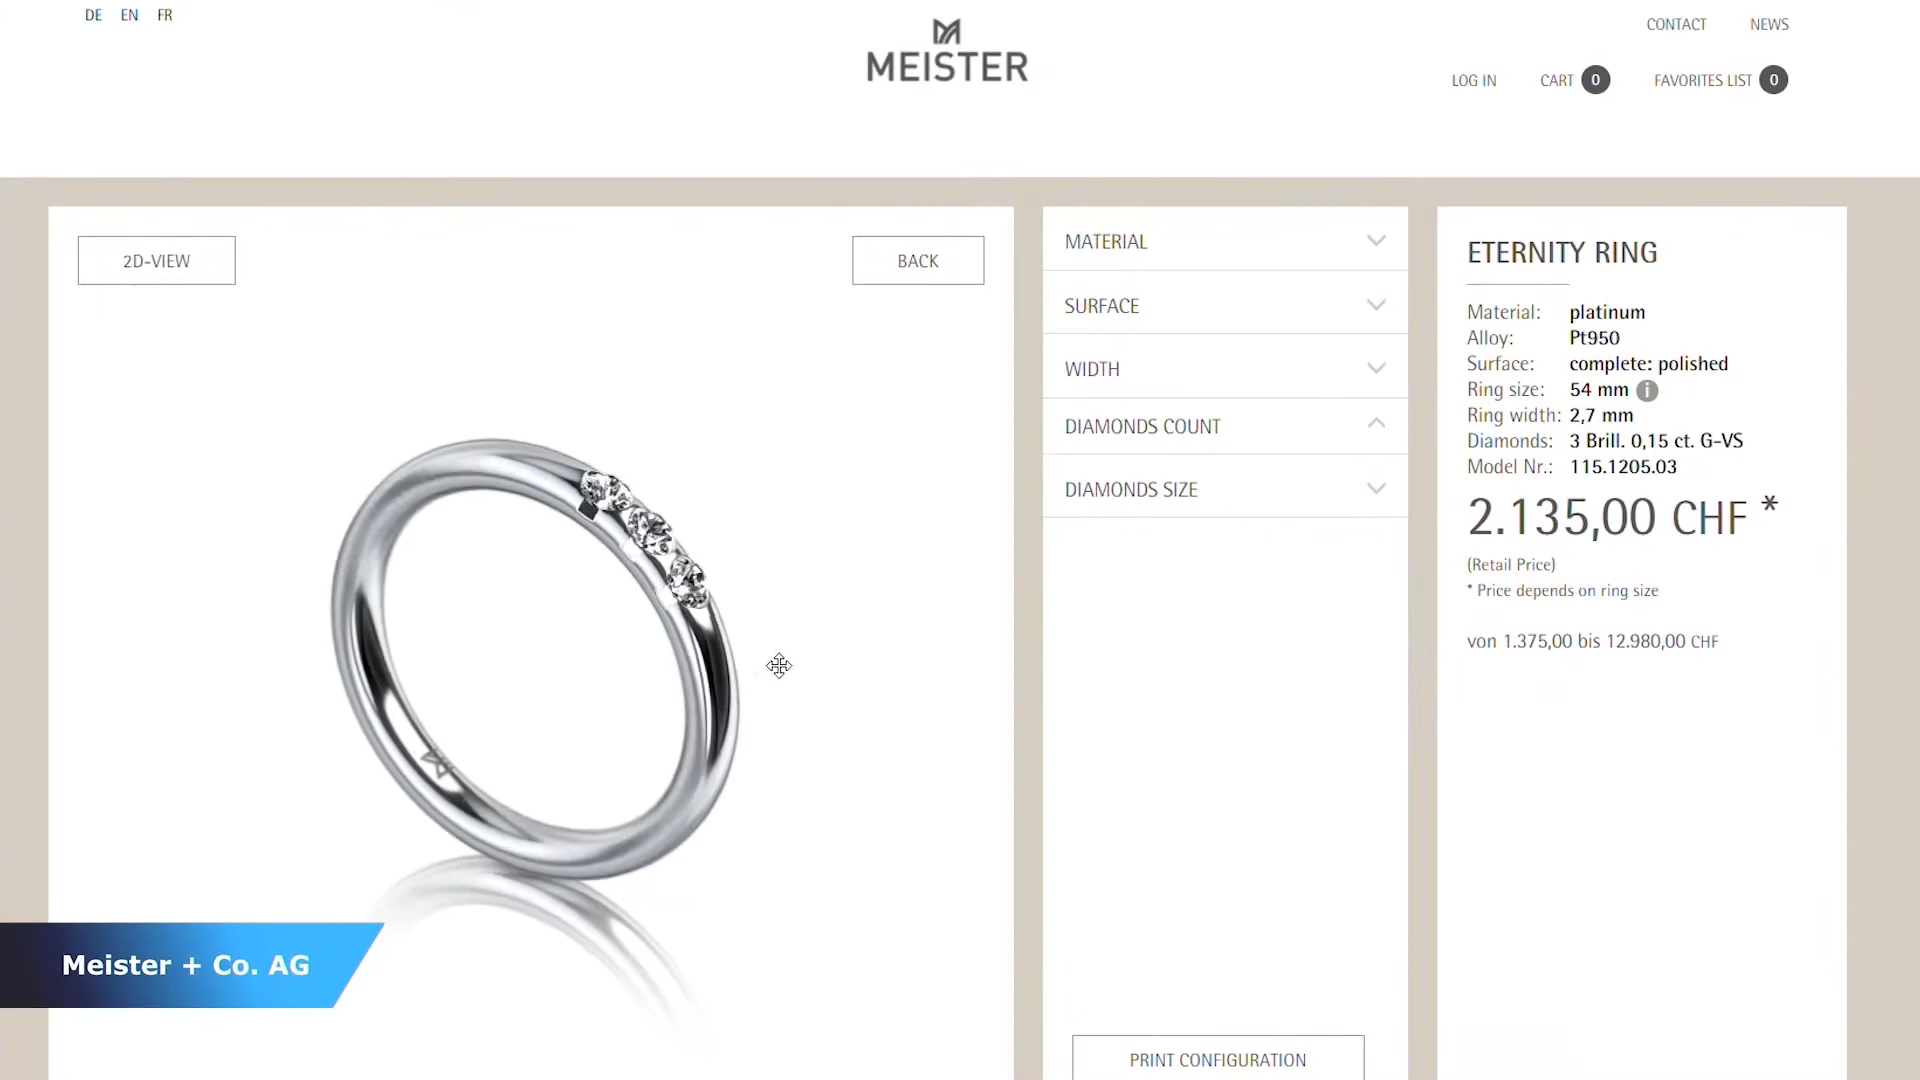 DE EN FR
MEISTER
CONTACT NEWS
LOG IN CART 0 FAVORITES LIST 0
2D-VIEW
BACK
MATERIAL
SURFACE
WIDTH
DIAMONDS COUNT
DIAMONDS SIZE
PRINT CONFIGURATION
ETERNITY RING
Material: platinum
Alloy: Pt950
Surface: complete: polished
Ring size: 54 mm i
Ring width: 2,7 mm
Diamonds: 3 Brill. 0,15 ct. G-VS
Model Nr.: 115.1205.03
2.135,00 CHF *
(Retail Price)
* Price depends on ring size
von 1.375,00 bis 12.980,00 CHF
Meister + Co. AG